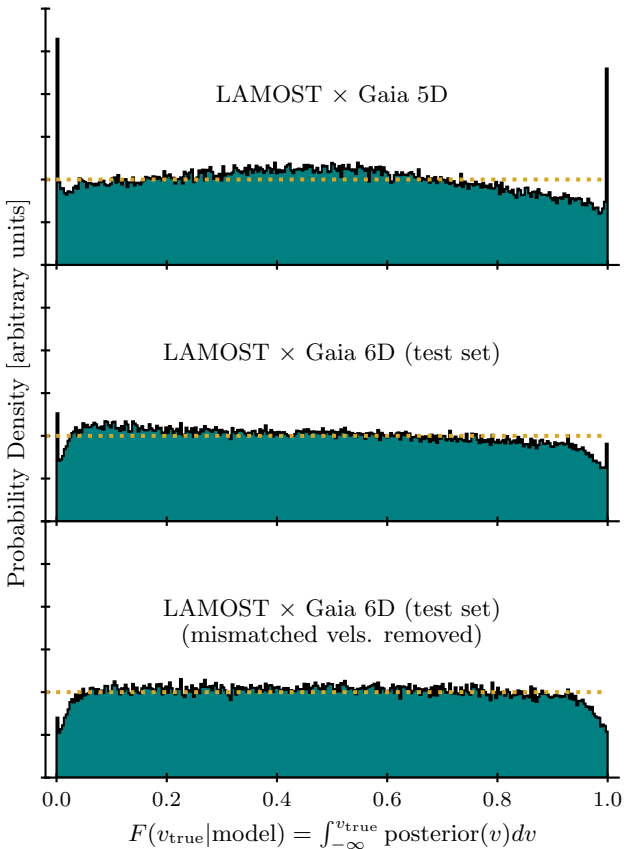 LAMOST × Gaia 5D
LAMOST × Gaia 6D (test set)
LAMOST × Gaia 6D (test set)
(mismatched vels. removed)
Probability Density [arbitrary units]
0.0 0.2 0.4 0.6 0.8 1.0
F(v_true|model) = ∫_{-∞}^{v_true} posterior(v)dv